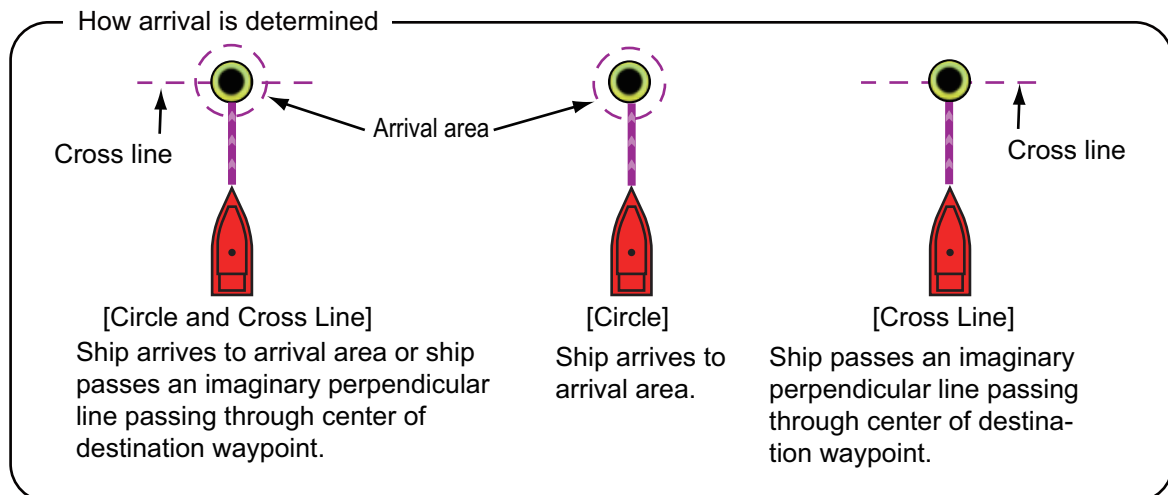 How arrival is determined
Arrival area
Cross line
Cross line
[Circle and Cross Line]
Ship arrives to arrival area or ship
passes an imaginary perpendicular
line passing through center of
destination waypoint.
[Circle]
Ship arrives to
arrival area.
[Cross Line]
Ship passes an imaginary
perpendicular line passing
through center of destina-
tion waypoint.